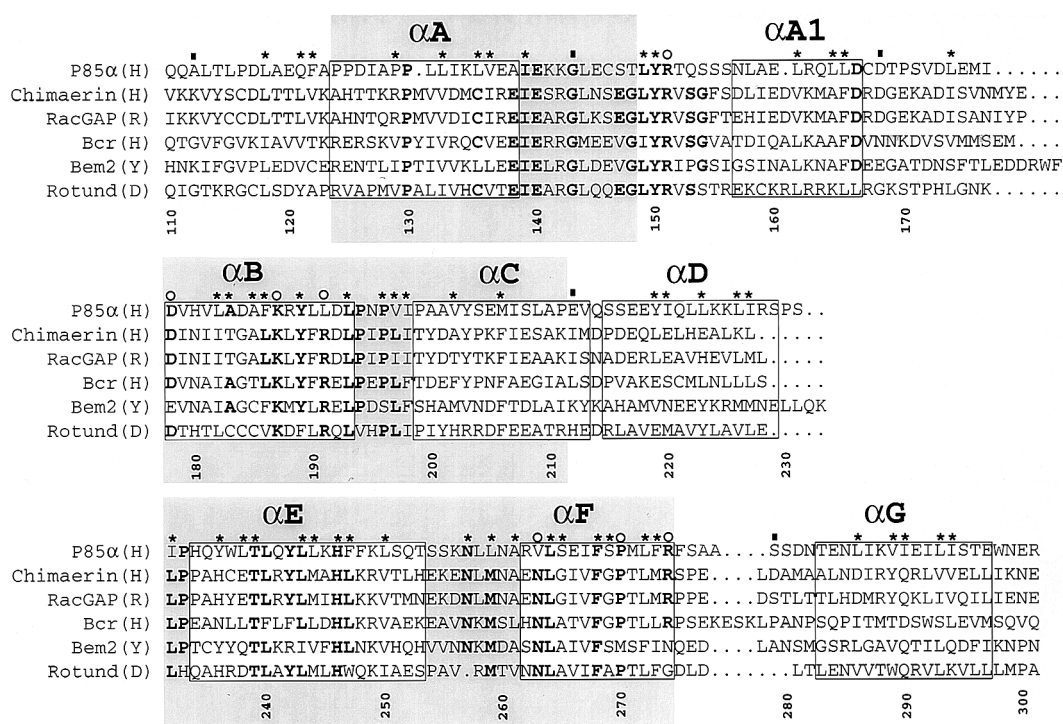 αA αA1
P85α(H) QQALTLPDLAEQFAPPDIAPP.LLIKLVEAIEKKGLECSTLYRTQSSSNLAE.LRQLLDCDTPSVDLEMI......
Chimaerin(H) VKKVYSCDLTTLVKAHTTKRPMVVDMCIREIESRGLNSEGLYRVSGFSDLIEDVKMAFDRDGEKADISVNMYE...
RacGAP(R) IKKVYCCDLTTLVKAHNTQRPMVVDICIREIEARGLKSEGLYRVSGFTEHIEDVKMAFDRDGEKADISANIYP...
Bcr(H) QTGVFGVKIAVVTKRERSKVPYIVRQCVEEIERRGMEEVGIYRVSGVATDIQALKAAFDVNNKDVSVMMSEM....
Bem2(Y) HNKIFGVPLEDVCERENTLIPTIVVKLLEEIELRGLDEVGLYRIPGSIGSINALKNAFDEEGATDNSFTLEDDRWF
Rotund(D) QIGTKRGCLSDYAPRVAPMVPALIVHCVTEIEARGLQQEGLYRVSSTREKCKRLRRKLLRGKSTPHLGNK......
110 120 130 140 150 160 170
αB αC αD
P85α(H) DVHVLADAFKRYLLDLPNPVIPAAVYSEMISLAPEVQSSEEYIQLLKKLIRSPS..
Chimaerin(H) DINIITGALKLYFRDLPIPLITYDAYPKFIESAKIMDPDEQLELHEALKL......
RacGAP(R) DINIITGALKLYFRDLPIPIITYDTYTKFIEAAKISNADERLEAVHEVLML.....
Bcr(H) DVNAIAGTLKLYFRELPEPLFTDEFYPNFAEGIALSDPVAKESCMLNLLLS.....
Bem2(Y) EVNAIAGCFKMYLRELPDSLFSHAMVNDFTDLAIKYKAHAMVNEEYKRMMNELLQK
Rotund(D) DTHTLCCCVKDFLRQLVHPLIPIYHRRDFEEATRHEDRLAVEMAVYLAVLE.....
180 190 200 210 220 230
αE αF αG
P85α(H) IPHQYWLTLQYLLKHFFKLSQTSSKNLLNARVLSEIFSPMLFRFSAA....SSDNTENLIKVIEILISTEWNER
Chimaerin(H) LPPAHCETLRYLMAHLKRVTLHEKENLMNAENLGIVFGPTLMRSPE....LDAMAALNDIRYQRLVVELLIKNE
RacGAP(R) LPPAHYETLRYLMIHLKKVTMNEKDNLMNAENLGIVFGPTLMRPPE....DSTLTTLHDMRYQKLIVQILIENE
Bcr(H) LPEANLLTFLFLLDHLKRVAEKEAVNKMSLHNLATVFGPTLLRPSEKESKLPANPSQPITMTDSWSLEVMSQVQ
Bem2(Y) LPTCYYQTLKRIVFHLNKVHQHVVNNKMDASNLAIVFSMSFINQED....LANSMGSRLGAVQTILQDFIKNPN
Rotund(D) LHQAHRDTLAYLMLHWQKIAESPAV.RMTVNNLAVIFAPTLFGDLD.....LTLENVVTWQRVLKVLLLMPA
240 250 260 270 280 290 300